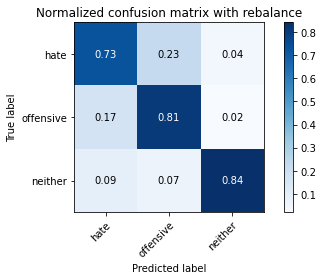 Normalized confusion matrix with rebalance
True label
hate 0.73 0.23 0.04
offensive 0.17 0.81 0.02
neither 0.09 0.07 0.84
hate offensive neither
Predicted label
0.8
0.7
0.6
0.5
0.4
0.3
0.2
0.1